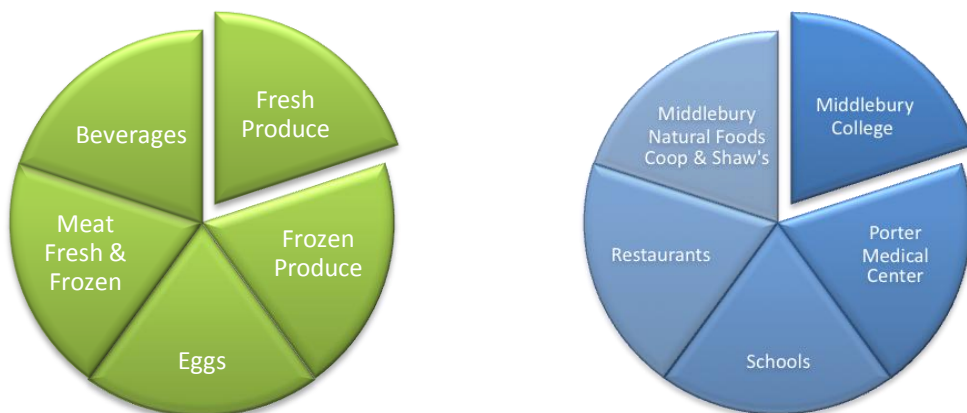 Fresh
Produce
Beverages
Meat
Fresh &
Frozen
Frozen
Produce
Eggs
Middlebury
Natural Foods
Coop & Shaw's
Middlebury
College
Restaurants
Porter
Medical
Center
Schools